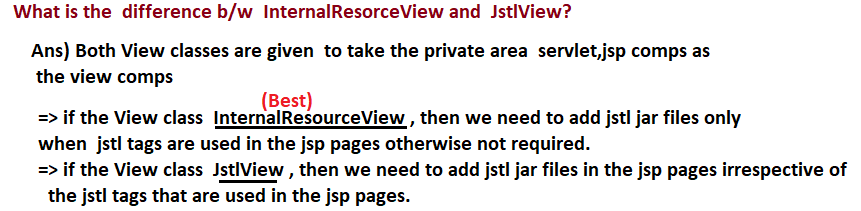 What is the difference b/w InternalResorceView and JstlView?
Ans) Both View classes are given to take the private area servlet,jsp comps as
the view comps
(Best)
=> if the View class InternalResourceView , then we need to add jstl jar files only
when jstl tags are used in the jsp pages otherwise not required.
=> if the View class JstlView , then we need to add jstl jar files in the jsp pages irrespective of
the jstl tags that are used in the jsp pages.